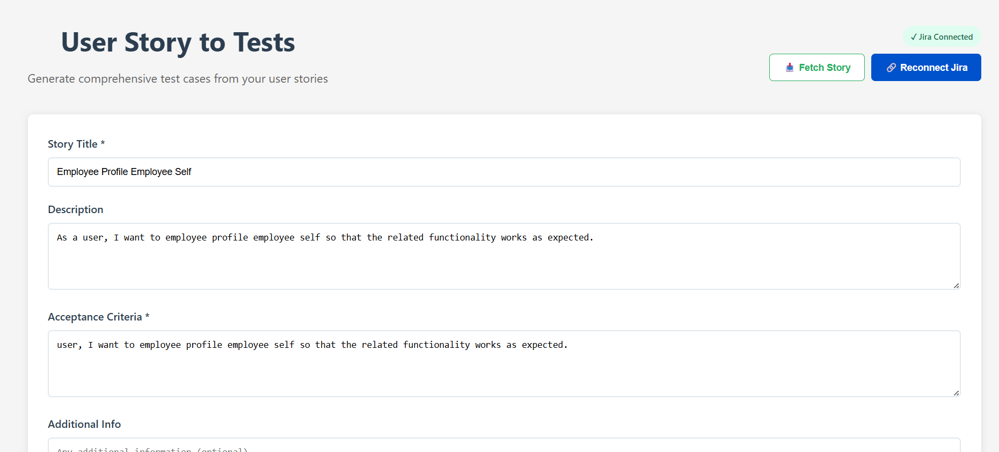 User Story to Tests
Generate comprehensive test cases from your user stories
✓ Jira Connected
Fetch Story
Reconnect Jira
Story Title *
Employee Profile Employee Self
Description
As a user, I want to employee profile employee self so that the related functionality works as expected.
Acceptance Criteria *
user, I want to employee profile employee self so that the related functionality works as expected.
Additional Info
Any additional information (optional)